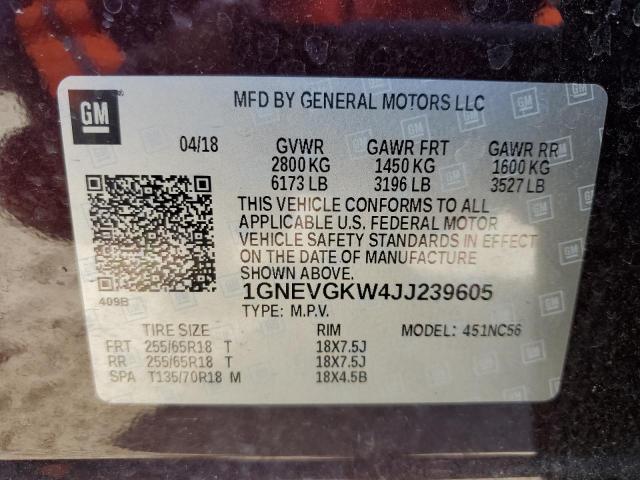 GM
MFD BY GENERAL MOTORS LLC
04/18 GVWR GAWR FRT GAWR RR
2800 KG 1450 KG 1600 KG
6173 LB 3196 LB 3527 LB
THIS VEHICLE CONFORMS TO ALL
APPLICABLE U.S. FEDERAL MOTOR
VEHICLE SAFETY STANDARDS IN EFFECT
ON THE DATE OF MANUFACTURE
SHOWN ABOVE.
409B
1GNEVGKW4JJ239605
TYPE: M.P.V.
TIRE SIZE RIM MODEL: 451NC56
FRT 255/65R18 T 18X7.5J
RR 255/65R18 T 18X7.5J
SPA T135/70R18 M 18X4.5B